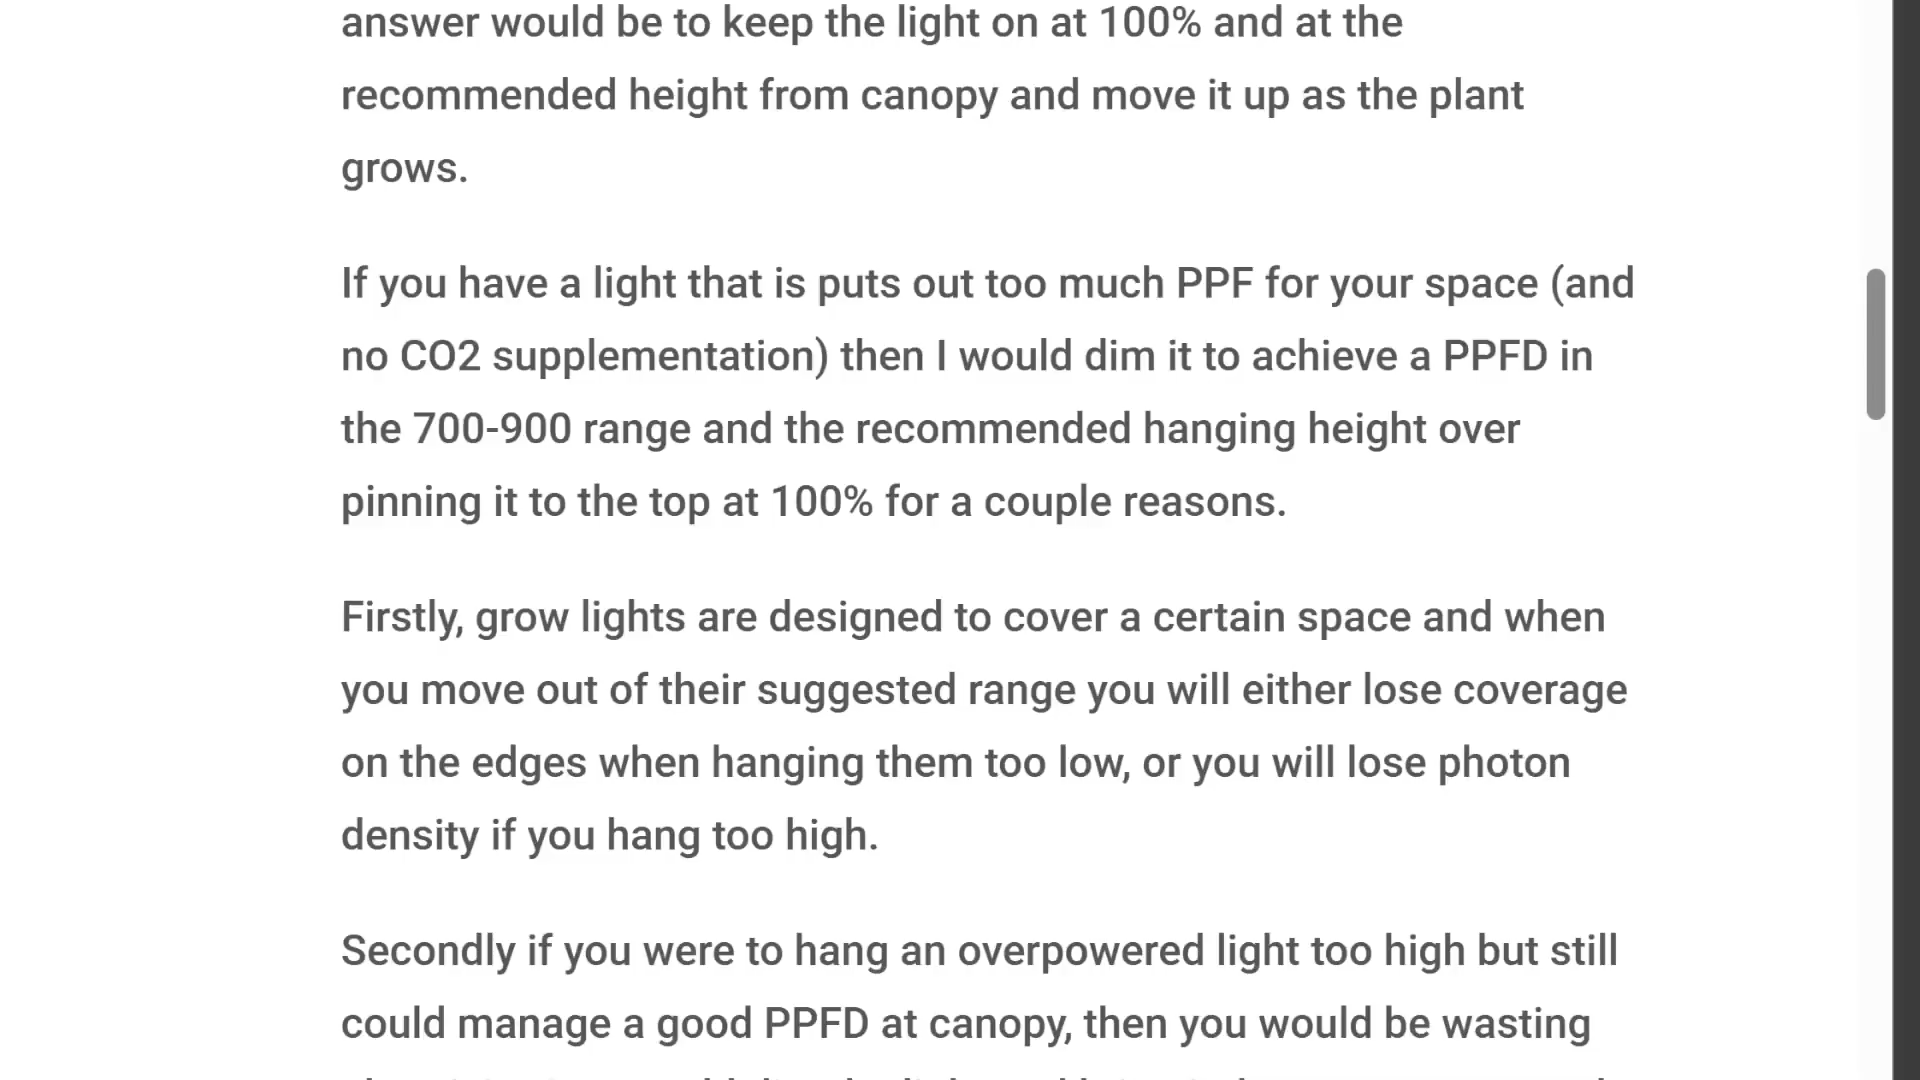 answer would be to keep the light on at 100% and at the
recommended height from canopy and move it up as the plant
grows.
If you have a light that is puts out too much PPF for your space (and
no CO2 supplementation) then I would dim it to achieve a PPFD in
the 700-900 range and the recommended hanging height over
pinning it to the top at 100% for a couple reasons.
Firstly, grow lights are designed to cover a certain space and when
you move out of their suggested range you will either lose coverage
on the edges when hanging them too low, or you will lose photon
density if you hang too high.
Secondly if you were to hang an overpowered light too high but still
could manage a good PPFD at canopy, then you would be wasting